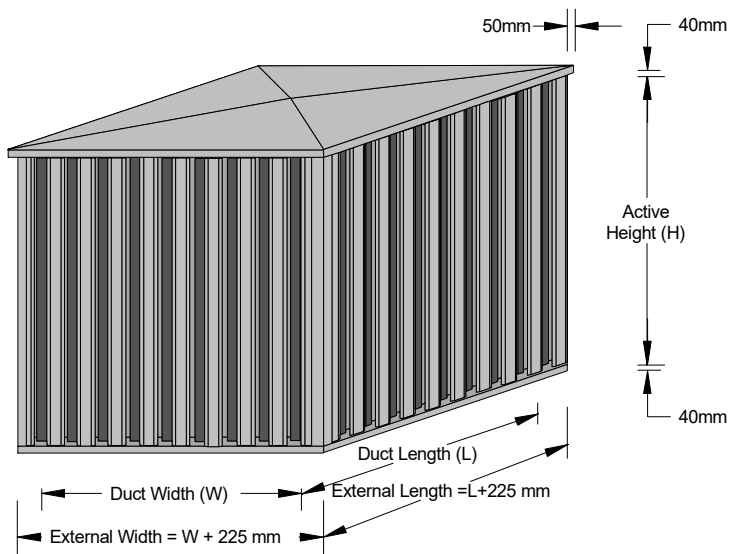 50mm
40mm
Active
Height (H)
40mm
Duct Length (L)
Duct Width (W)
External Length =L+225 mm
External Width = W + 225 mm